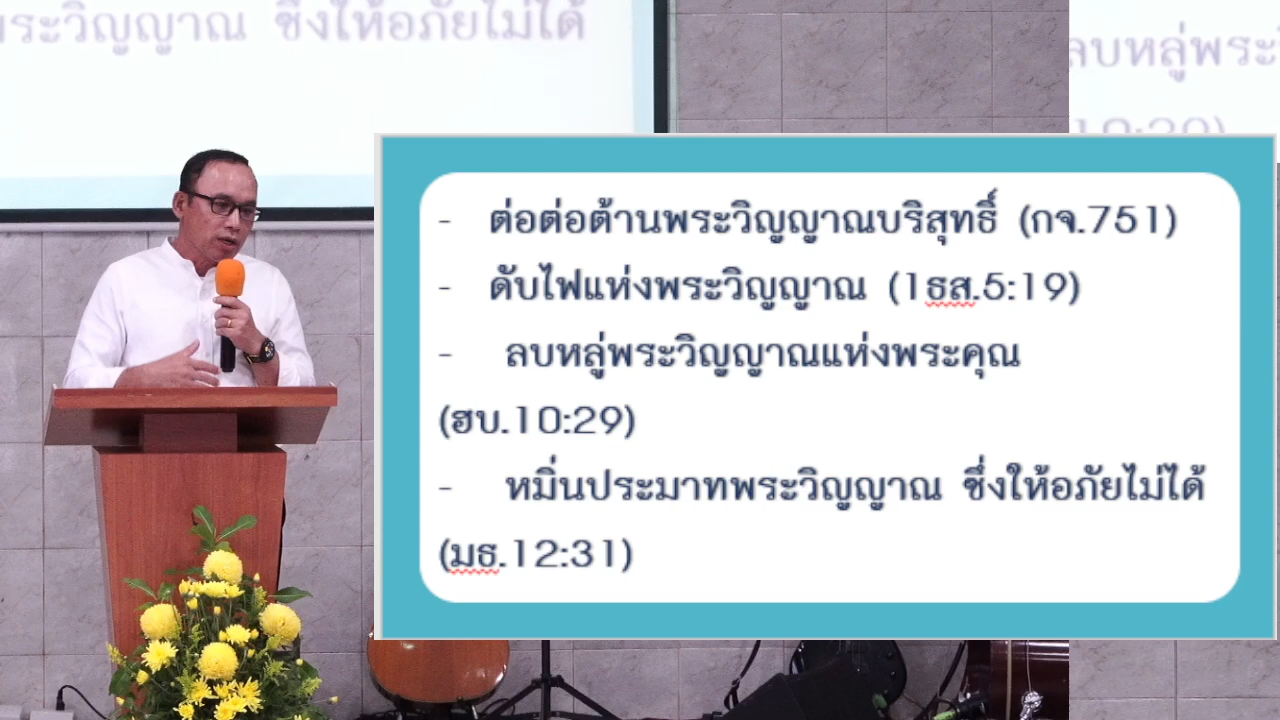 พระวิญญาณ ซึ่งให้อภัยไม่ได้
ลบหลู่พระ
10:29)
- ต่อต่อต้านพระวิญญาณบริสุทธิ์ (กจ.751)
- ดับไฟแห่งพระวิญญาณ (1ธส.5:19)
- ลบหลู่พระวิญญาณแห่งพระคุณ
(ฮบ.10:29)
- หมิ่นประมาทพระวิญญาณ ซึ่งให้อภัยไม่ได้
(มธ.12:31)